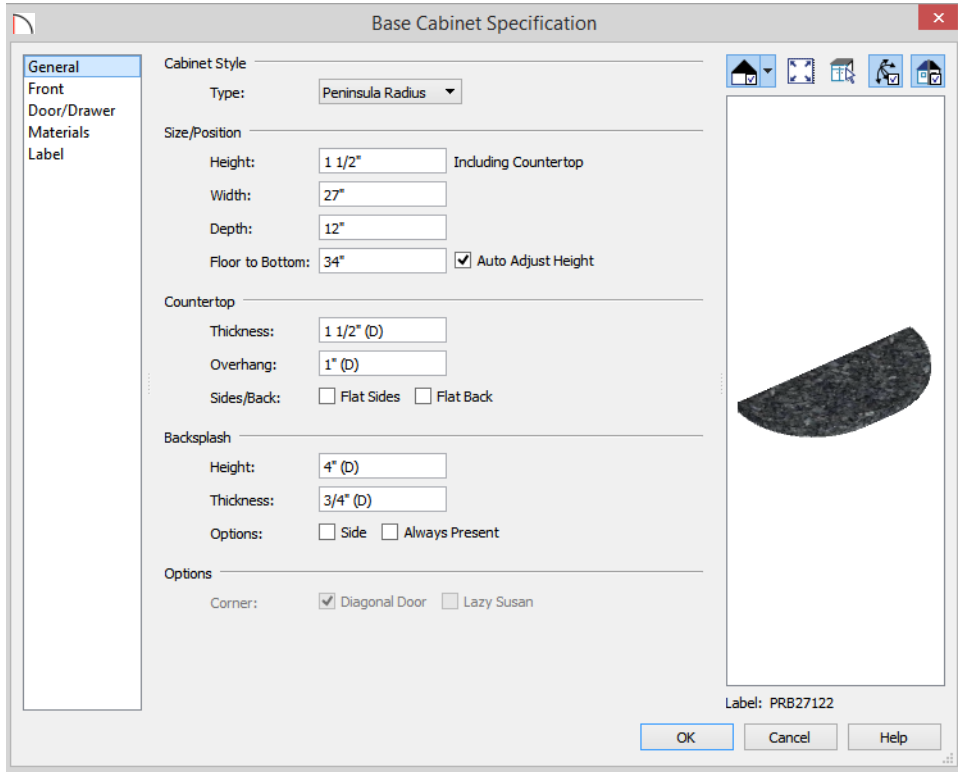 Base Cabinet Specification
General
Front
Door/Drawer
Materials
Label
Cabinet Style
Type: Peninsula Radius
Size/Position
Height: 1 1/2" Including Countertop
Width: 27"
Depth: 12"
Floor to Bottom: 34" Auto Adjust Height
Countertop
Thickness: 1 1/2" (D)
Overhang: 1" (D)
Sides/Back: Flat Sides Flat Back
Backsplash
Height: 4" (D)
Thickness: 3/4" (D)
Options: Side Always Present
Options
Corner: Diagonal Door Lazy Susan
Label: PRB27122
OK Cancel Help